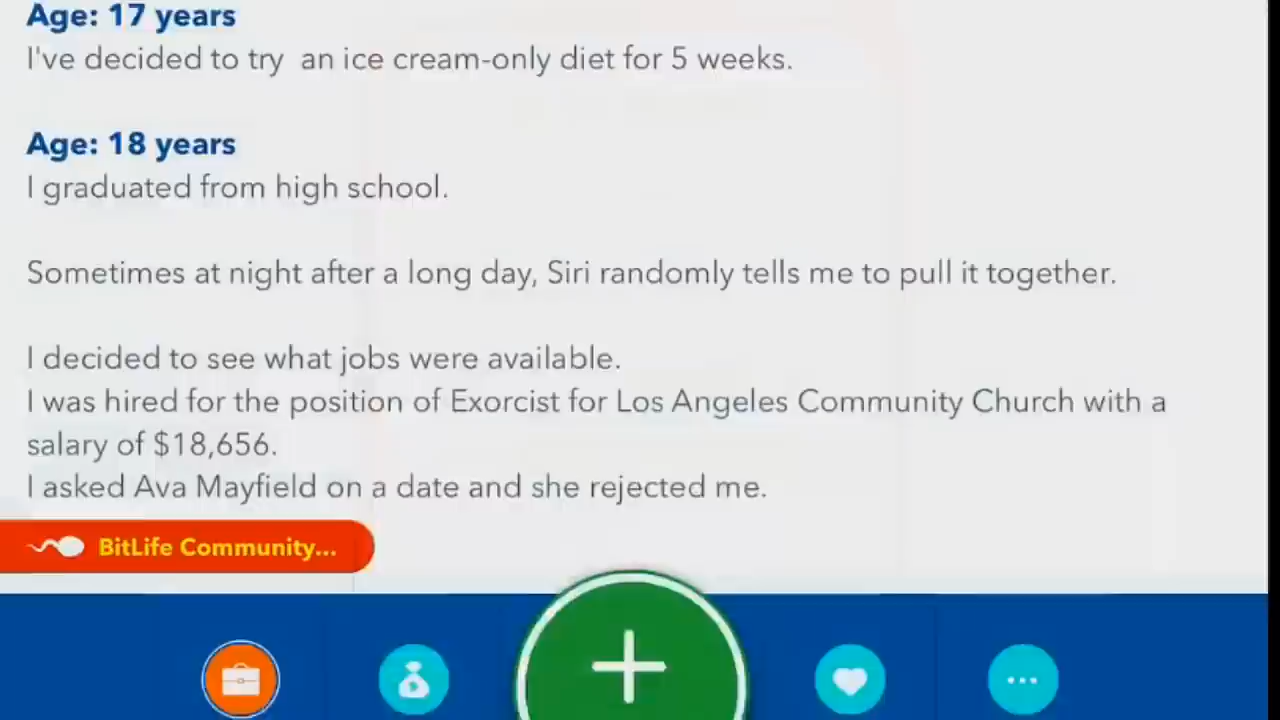 Age: 17 years
I've decided to try  an ice cream-only diet for 5 weeks.
Age: 18 years
I graduated from high school.
Sometimes at night after a long day, Siri randomly tells me to pull it together.
I decided to see what jobs were available.
I was hired for the position of Exorcist for Los Angeles Community Church with a
salary of $18,656.
I asked Ava Mayfield on a date and she rejected me.
BitLife Community...